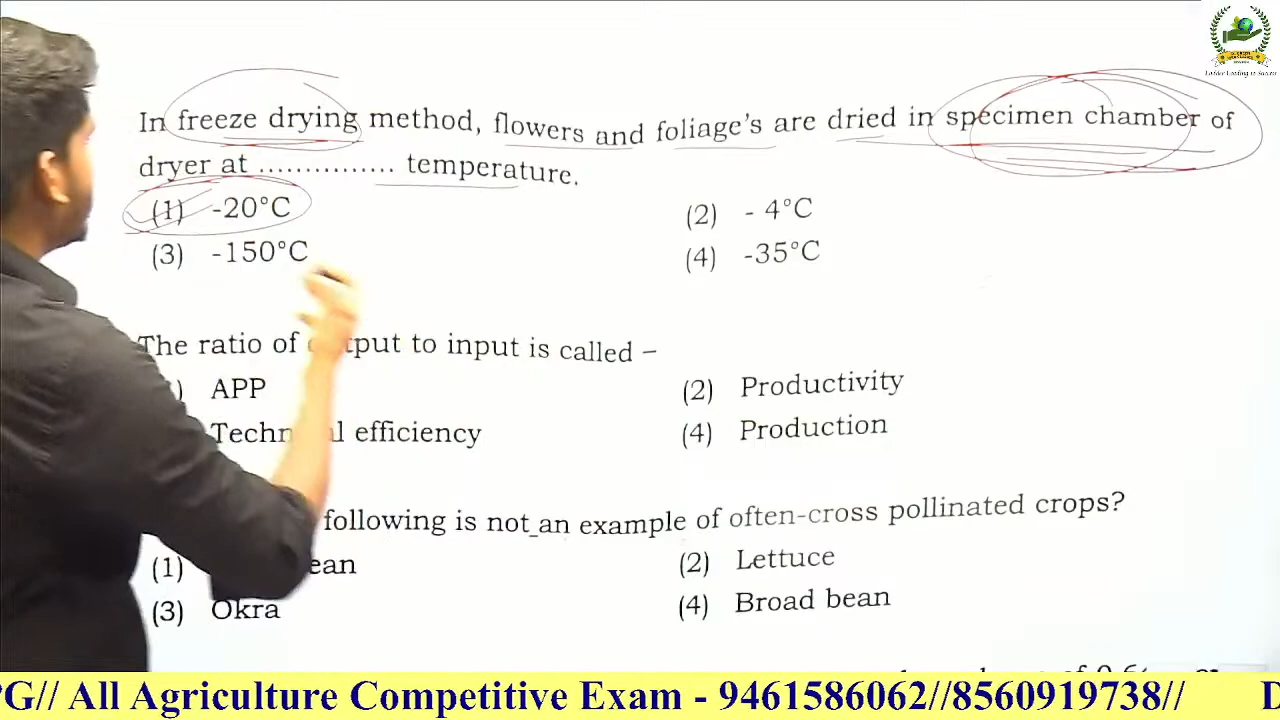 In freeze drying method, flowers and foliage's are dried in specimen chamber of
dryer at ............... temperature.
(1) -20°C
(2) - 4°C
(3) -150°C
(4) -35°C
The ratio of output to input is called –
APP
(2) Productivity
Technical efficiency
(4) Production
following is not an example of often-cross pollinated crops?
(1)
(2) Lettuce
(3) Okra
(4) Broad bean
PG// All Agriculture Competitive Exam - 9461586062//8560919738//